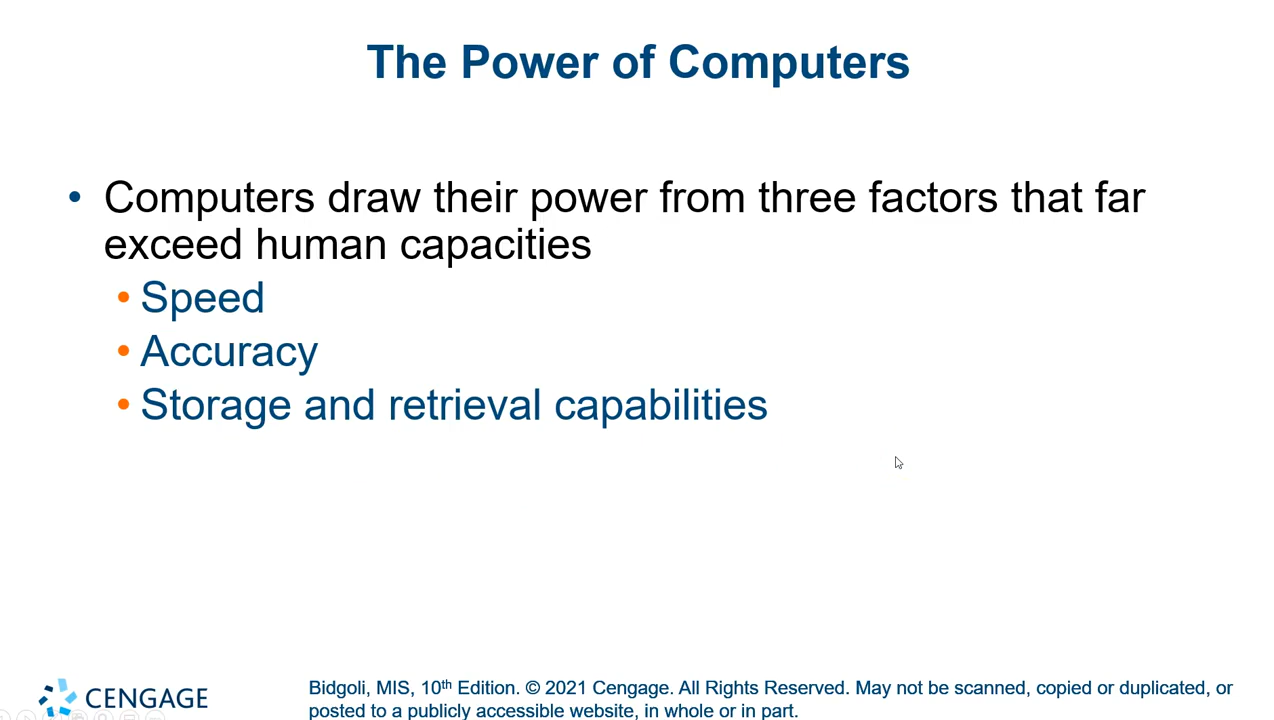 The Power of Computers
• Computers draw their power from three factors that far
exceed human capacities
• Speed
• Accuracy
• Storage and retrieval capabilities
CENGAGE
Bidgoli, MIS, 10th Edition. © 2021 Cengage. All Rights Reserved. May not be scanned, copied or duplicated, or
posted to a publicly accessible website, in whole or in part.